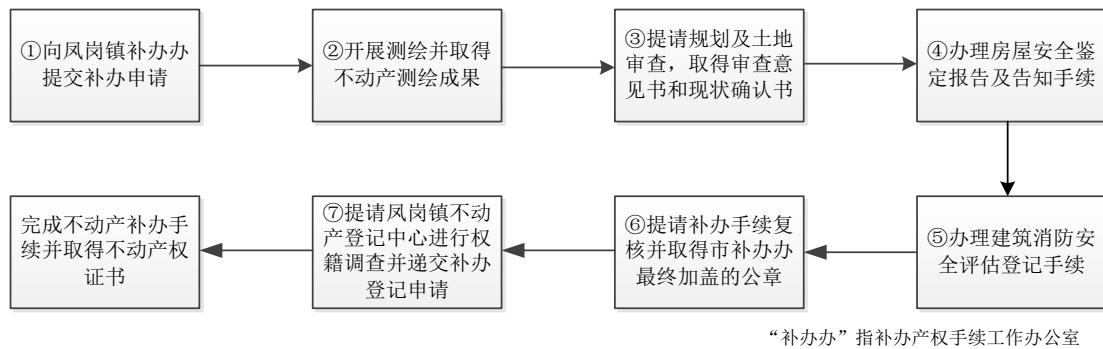 ①向凤岗镇补办办
提交补办申请
②开展测绘并取得
不动产测绘成果
③提请规划及土地
审查，取得审查意
见书和现状确认书
④办理房屋安全鉴
定报告及告知手续
⑤办理建筑消防安
全评估登记手续
⑥提请补办手续复
核并取得市补办办
最终加盖的公章
⑦提请凤岗镇不动
产登记中心进行权
籍调查并递交补办
登记申请
完成不动产补办手
续并取得不动产权
证书
“补办办”指补办产权手续工作办公室